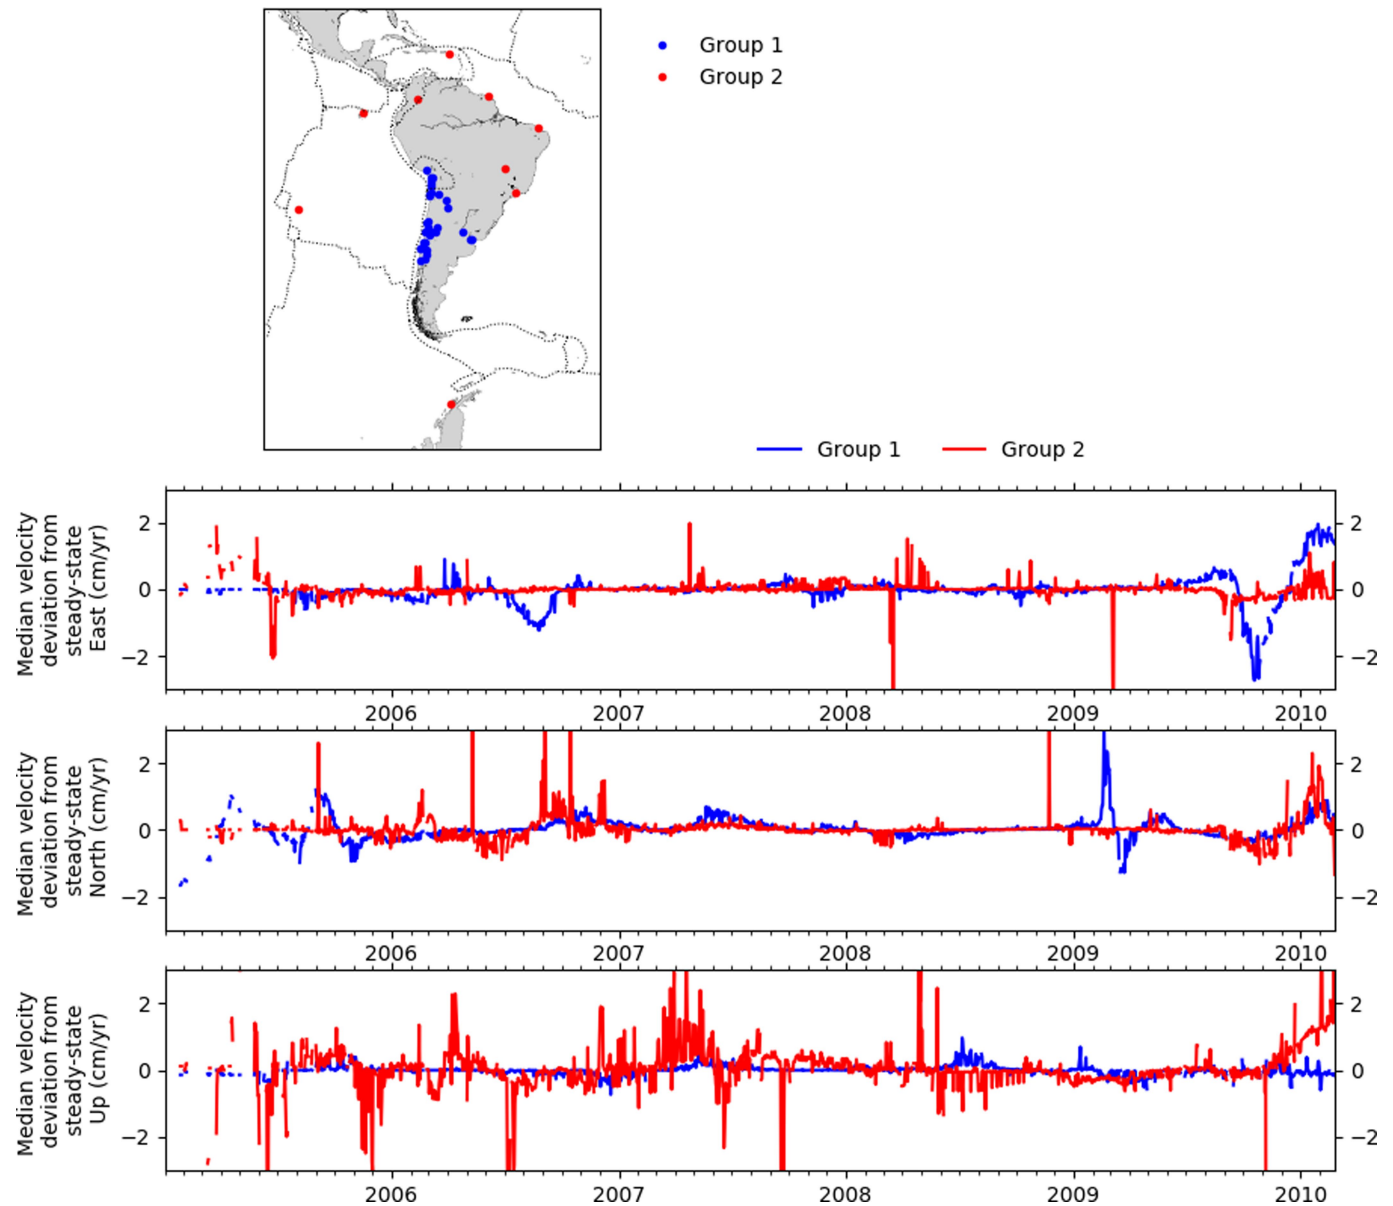 Group 1
Group 2
Group 1 Group 2
Median velocity
deviation from
steady-state
East (cm/yr)
2 2
0 0
−2 −2
2006 2007 2008 2009 2010
Median velocity
deviation from
steady-state
North (cm/yr)
2 2
0 0
−2 −2
2006 2007 2008 2009 2010
Median velocity
deviation from
steady-state
Up (cm/yr)
2 2
0 0
−2 −2
2006 2007 2008 2009 2010